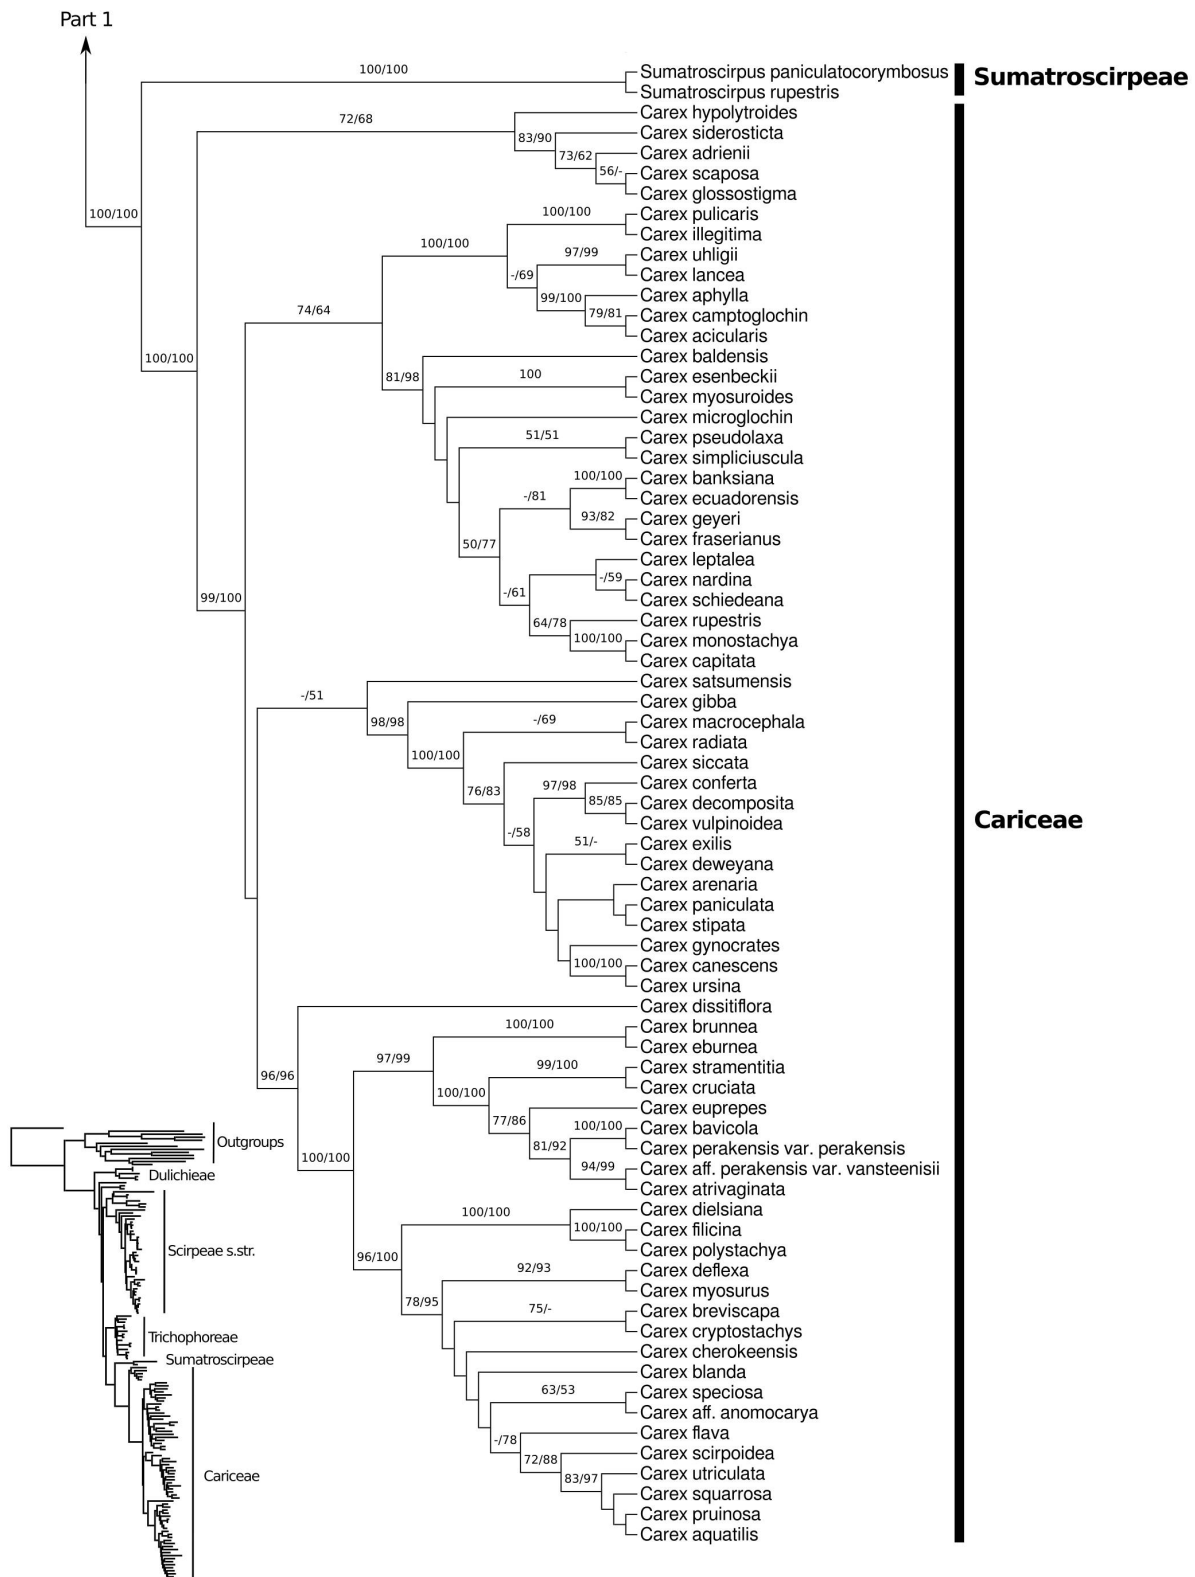 Part 1
100/100
Sumatroscirpus paniculatocorymbosus
Sumatroscirpeae
Sumatroscirpus rupestris
Carex hypolytroides
72/68
83/90
Carex siderosticta
73/62
Carex adrienii
56/-
Carex scaposa
Carex glossostigma
100/100
100/100
Carex pulicaris
Carex illegitima
100/100
97/99
Carex uhligii
-/69
Carex lancea
99/100
Carex aphylla
74/64
79/81
Carex camptoglochin
Carex acicularis
100/100
Carex baldensis
81/98
100
Carex esenbeckii
Carex myosuroides
Carex microglochin
51/51
Carex pseudolaxa
Carex simpliciuscula
100/100
Carex banksiana
-/81
Carex ecuadorensis
93/82
Carex geyeri
Carex fraserianus
50/77
Carex leptalea
-/59
Carex nardina
-/61
Carex schiedeana
99/100
64/78
Carex rupestris
100/100
Carex monostachya
Carex capitata
Carex satsumensis
-/51
98/98
Carex gibba
-/69
Carex macrocephala
Carex radiata
100/100
Carex siccata
76/83
97/98
Carex conferta
85/85
Carex decomposita
Cariceae
-/58
Carex vulpinoidea
51/-
Carex exilis
Carex deweyana
Carex arenaria
Carex paniculata
Carex stipata
Carex gynocrates
100/100
Carex canescens
Carex ursina
Carex dissitiflora
100/100
Carex brunnea
Carex eburnea
97/99
99/100
Carex stramentitia
96/96
Carex cruciata
100/100
Carex euprepes
77/86
100/100
Carex bavicola
81/92
Carex perakensis var. perakensis
100/100
94/99
Carex aff. perakensis var. vansteenisii
Carex atrivaginata
100/100
Carex dielsiana
100/100
Carex filicina
Carex polystachya
96/100
92/93
Carex deflexa
Carex myosurus
78/95
75/-
Carex breviscapa
Carex cryptostachys
Carex cherokeensis
Carex blanda
63/53
Carex speciosa
Carex aff. anomocarya
-/78
Carex flava
72/88
Carex scirpoidea
83/97
Carex utriculata
Carex squarrosa
Carex pruinosa
Carex aquatilis
Outgroups
Dulichieae
Scirpeae s.str.
Trichophoreae
Sumatroscirpeae
Cariceae